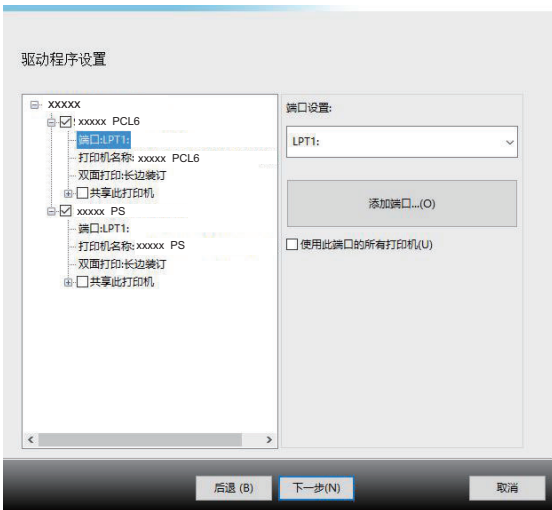 驱动程序设置
xxxxx
xxxxx PCL6
端口:LPT1:
打印机名称: xxxxx PCL6
双面打印:长边装订
共享此打印机
xxxxx PS
端口:LPT1:
打印机名称: xxxxx PS
双面打印:长边装订
共享此打印机
端口设置:
LPT1:
添加端口...(O)
使用此端口的所有打印机(U)
后退 (B)
下一步(N)
取消